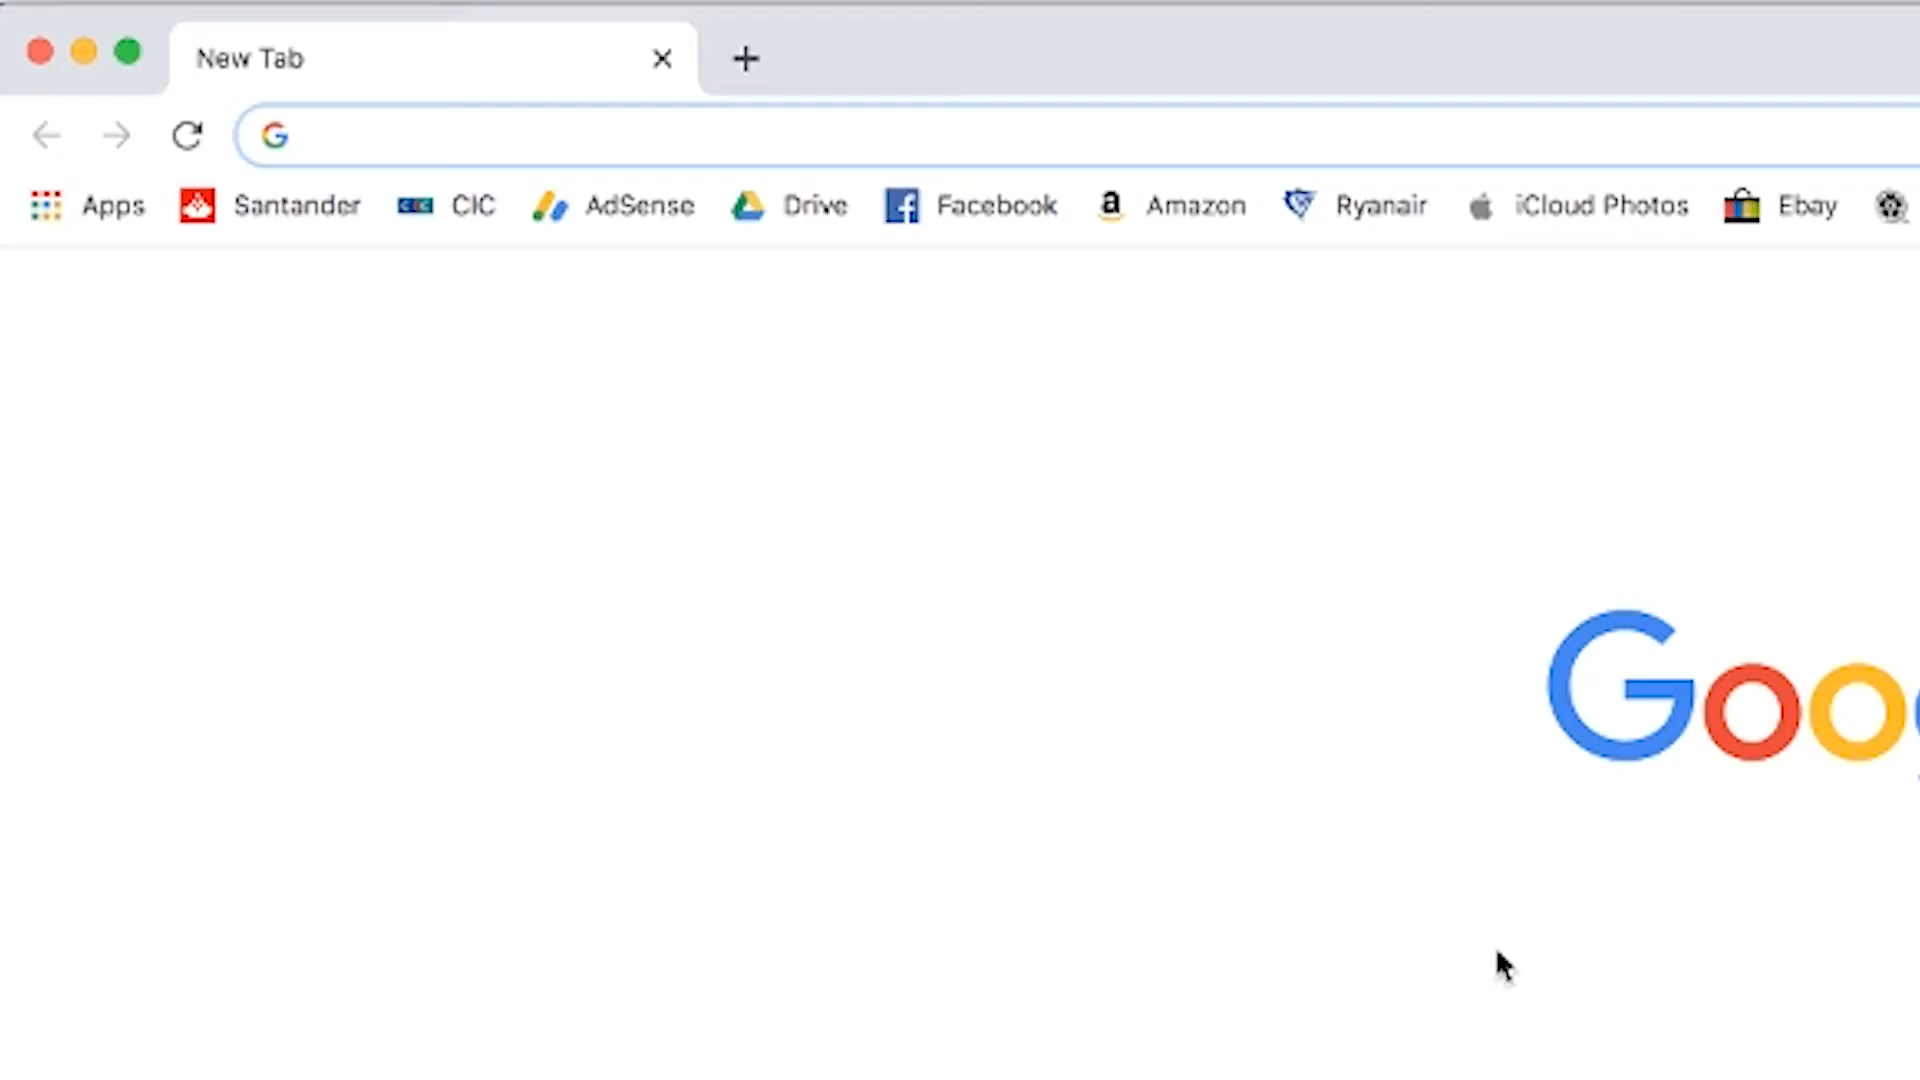 New Tab
Apps Santander CIC AdSense Drive Facebook Amazon Ryanair iCloud Photos Ebay
Goo